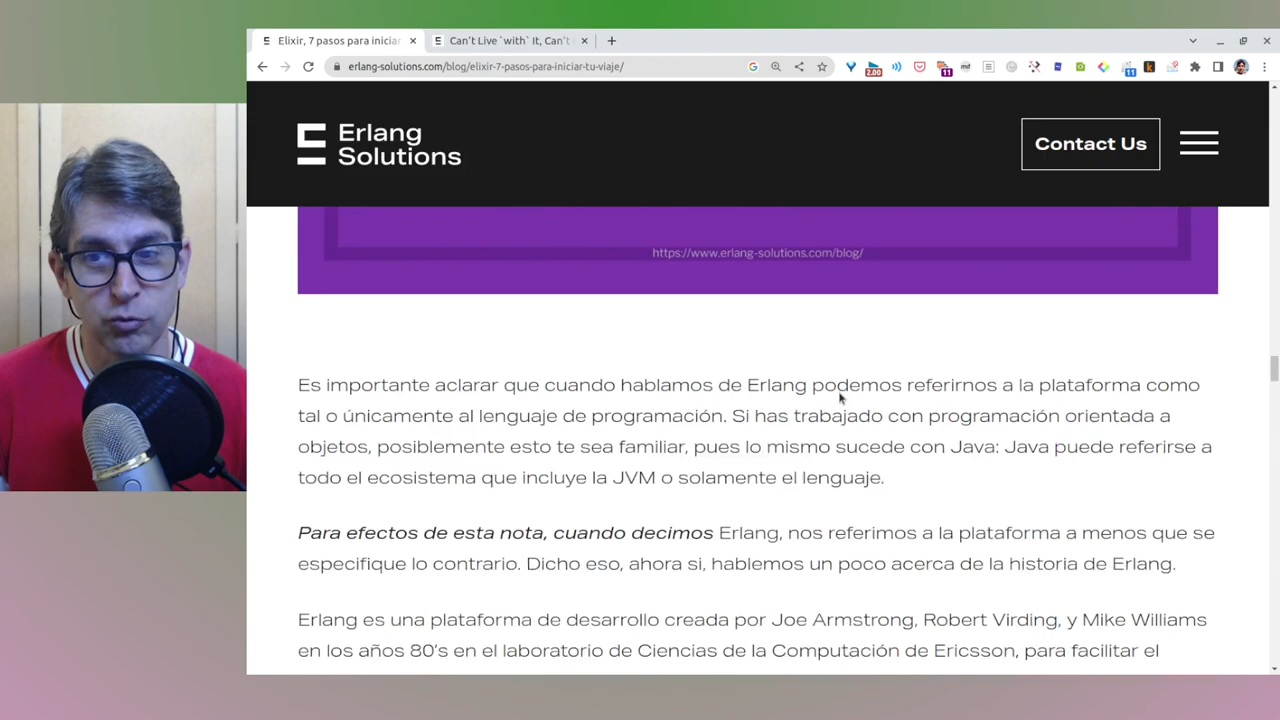 Elixir, 7 pasos para iniciar
Can't Live `with` It, Can't
erlang-solutions.com/blog/elixir-7-pasos-para-iniciar-tu-viaje/
2.00
11
11
Erlang
Solutions
Contact Us
https://www.erlang-solutions.com/blog/
Es importante aclarar que cuando hablamos de Erlang podemos referirnos a la plataforma como
tal o únicamente al lenguaje de programación. Si has trabajado con programación orientada a
objetos, posiblemente esto te sea familiar, pues lo mismo sucede con Java: Java puede referirse a
todo el ecosistema que incluye la JVM o solamente el lenguaje.
Para efectos de esta nota, cuando decimos Erlang, nos referimos a la plataforma a menos que se
especifique lo contrario. Dicho eso, ahora si, hablemos un poco acerca de la historia de Erlang.
Erlang es una plataforma de desarrollo creada por Joe Armstrong, Robert Virding, y Mike Williams
en los años 80's en el laboratorio de Ciencias de la Computación de Ericsson, para facilitar el